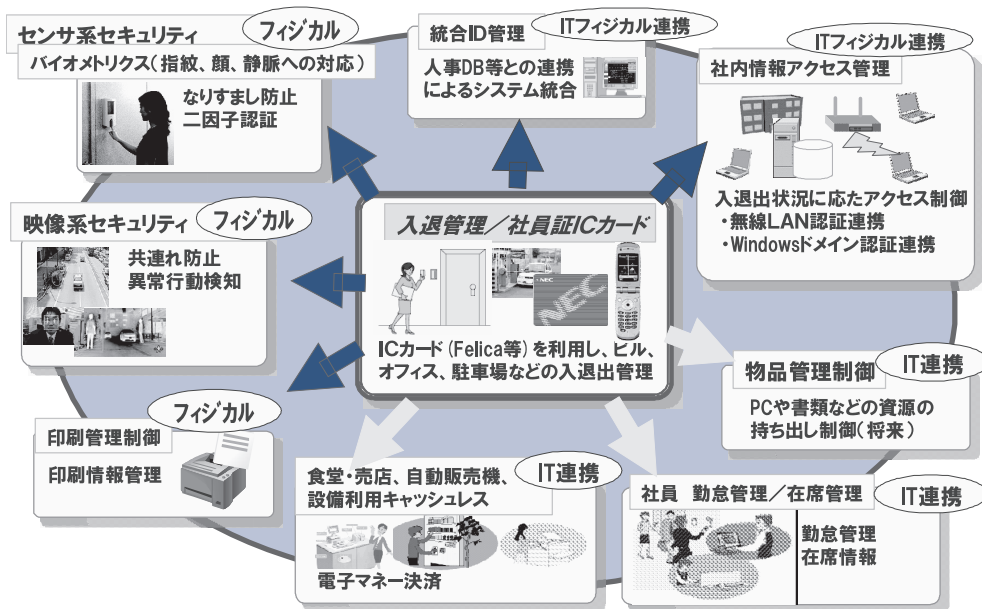 センサ系セキュリティ
フィジカル
バイオメトリクス(指紋、顔、静脈への対応)
なりすまし防止
二因子認証
統合ID管理
ITフィジカル連携
人事DB等との連携
によるシステム統合
ITフィジカル連携
社内情報アクセス管理
入退出状況に応たアクセス制御
・無線LAN認証連携
・Windowsドメイン認証連携
映像系セキュリティ
フィジカル
共連れ防止
異常行動検知
入退管理/社員証ICカード
NEC
NEC
ICカード(Felica等)を利用し、ビル、
オフィス、駐車場などの入退出管理
物品管理制御
IT連携
PCや書類などの資源の
持ち出し制御(将来)
フィジカル
印刷管理制御
印刷情報管理
食堂・売店、自動販売機、
設備利用キャッシュレス
IT連携
電子マネー決済
社員 勤怠管理/在席管理
IT連携
勤怠管理
在席情報